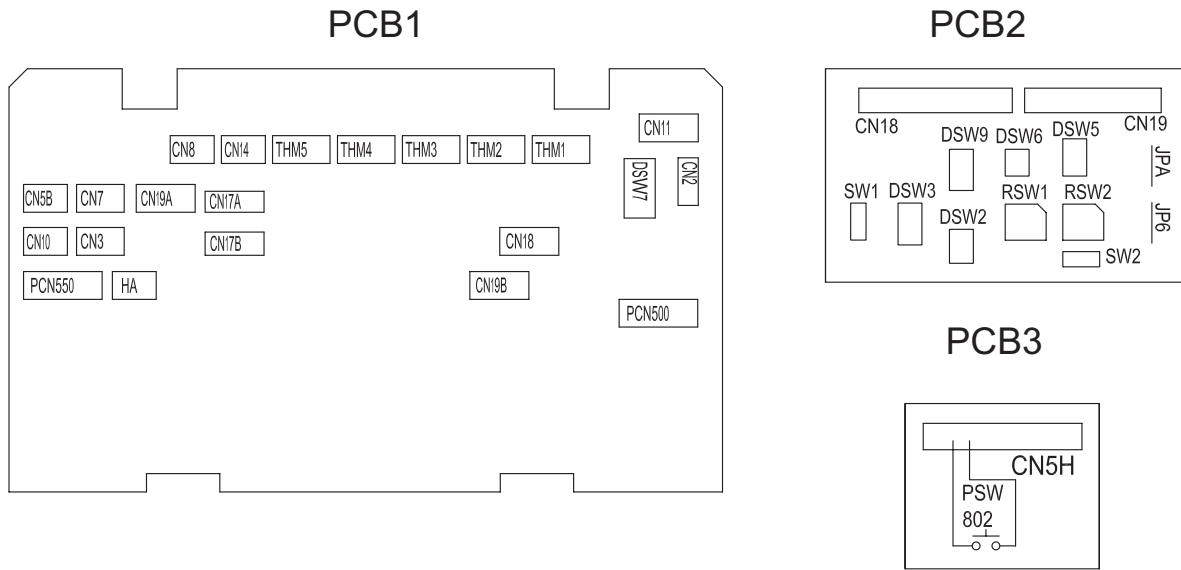 PCB1
CN11
CN8 CN14 THM5 THM4 THM3 THM2 THM1
DSW7
CN2
CN5B CN7 CN19A CN17A
CN10 CN3 CN17B CN18
PCN550 HA CN19B
PCN500
PCB2
CN18 CN19
DSW9 DSW6 DSW5
JPA
SW1 DSW3 RSW1 RSW2
DSW2 JP6
SW2
PCB3
CN5H
PSW
802